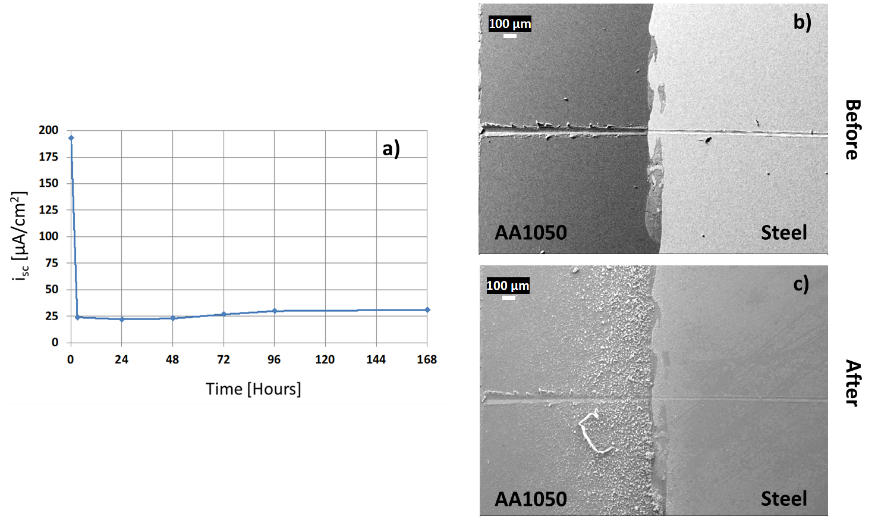 a)
200
175
150
125
100
75
50
25
0
i_sc [µA/cm²]
0 24 48 72 96 120 144 168
Time [Hours]
100 µm
b)
AA1050 Steel
Before
100 µm
c)
AA1050 Steel
After